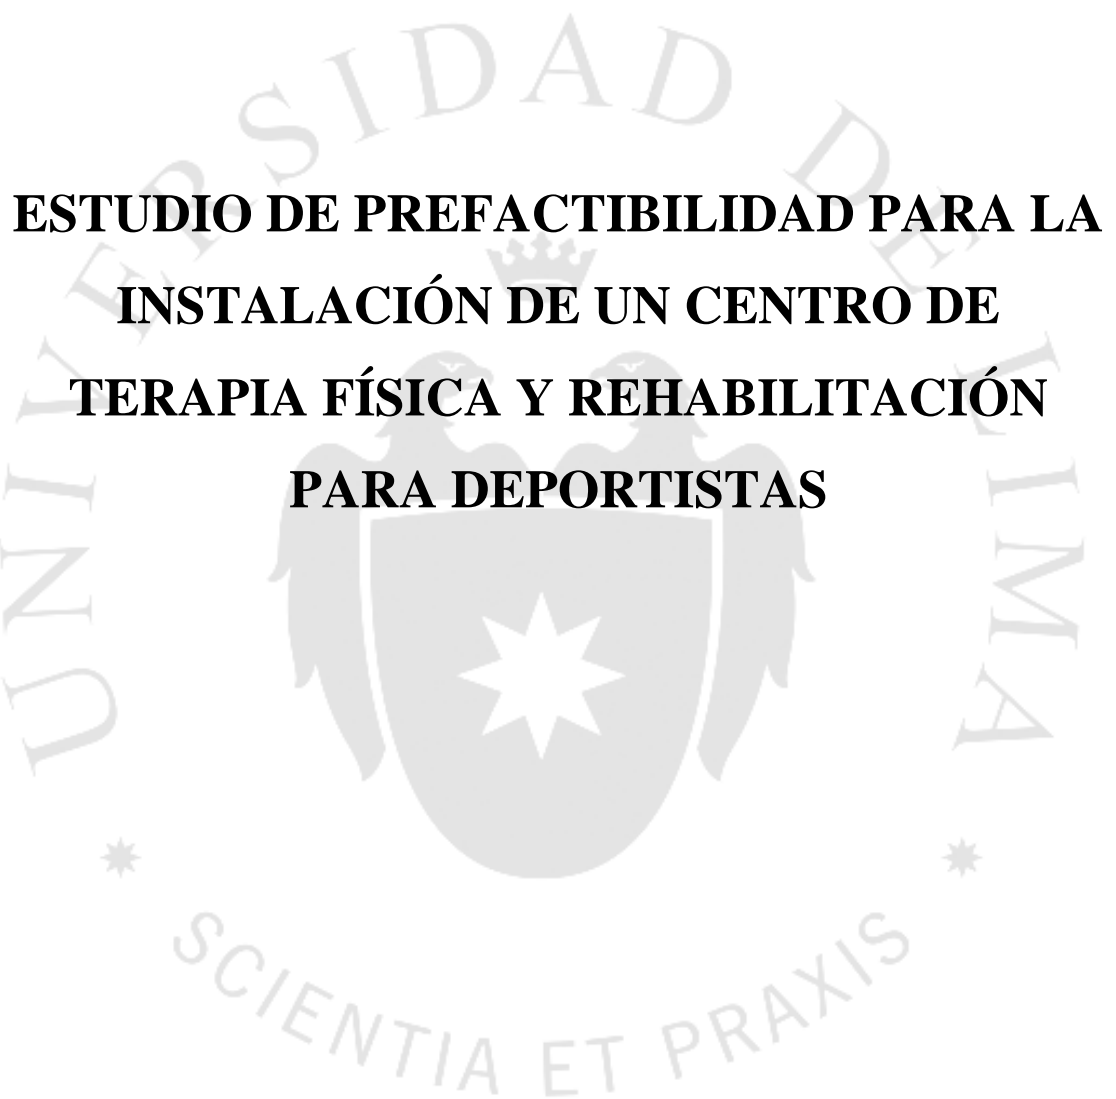 UNIVERSIDAD DE LIMA
ESTUDIO DE PREFACTIBILIDAD PARA LA
INSTALACIÓN DE UN CENTRO DE
TERAPIA FÍSICA Y REHABILITACIÓN
PARA DEPORTISTAS
SCIENTIA ET PRAXIS